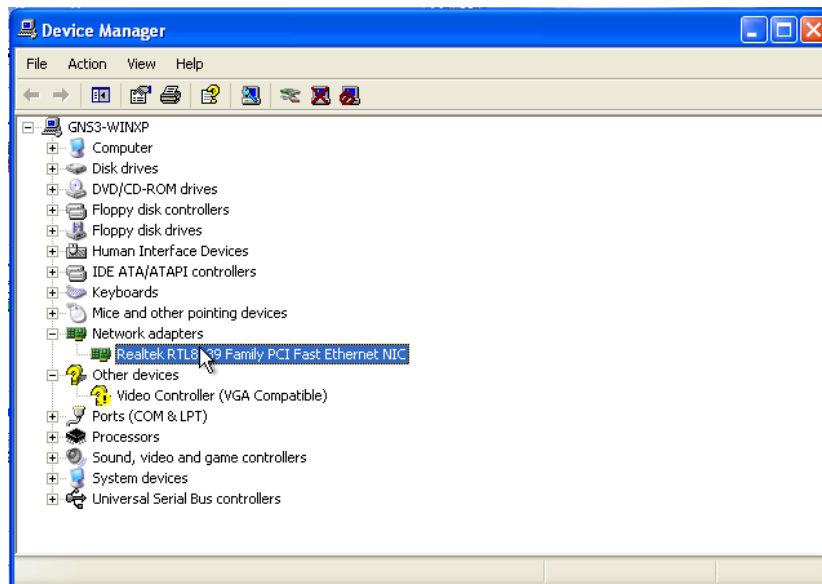 Device Manager
File Action View Help
GNS3-WINXP
Computer
Disk drives
DVD/CD-ROM drives
Floppy disk controllers
Floppy disk drives
Human Interface Devices
IDE ATA/ATAPI controllers
Keyboards
Mice and other pointing devices
Network adapters
Realtek RTL8139 Family PCI Fast Ethernet NIC
Other devices
Video Controller (VGA Compatible)
Ports (COM & LPT)
Processors
Sound, video and game controllers
System devices
Universal Serial Bus controllers